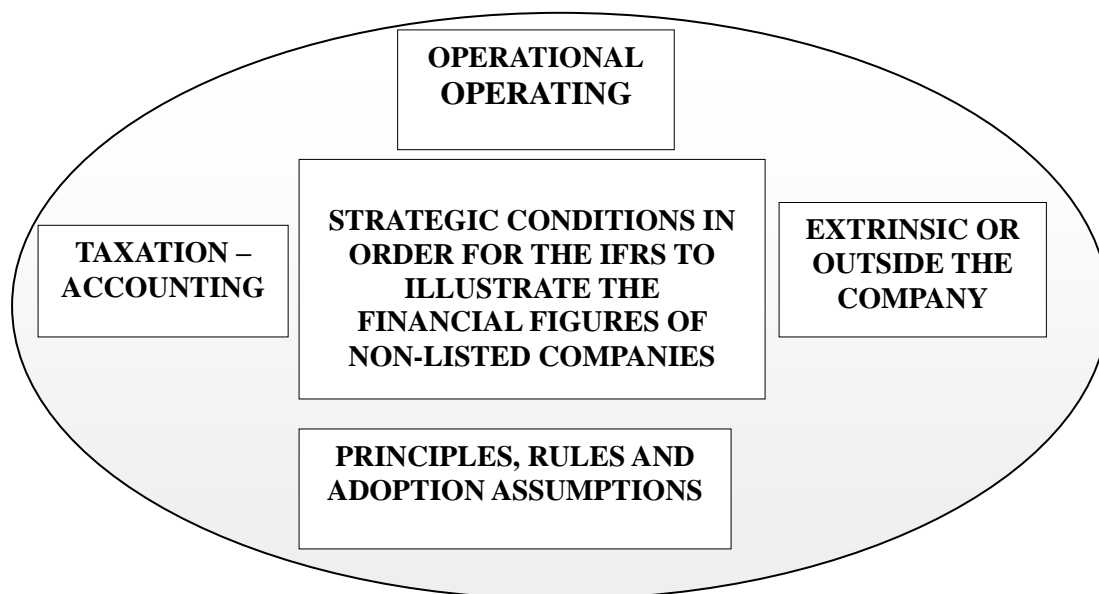 OPERATIONAL
OPERATING
STRATEGIC CONDITIONS IN
ORDER FOR THE IFRS TO
ILLUSTRATE THE
FINANCIAL FIGURES OF
NON-LISTED COMPANIES
TAXATION –
ACCOUNTING
EXTRINSIC OR
OUTSIDE THE
COMPANY
PRINCIPLES, RULES AND
ADOPTION ASSUMPTIONS